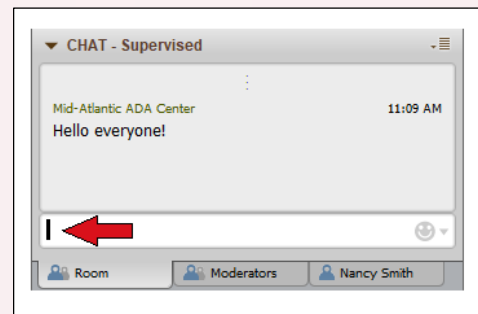 CHAT - Supervised
Mid-Atlantic ADA Center 11:09 AM
Hello everyone!
Room Moderators Nancy Smith